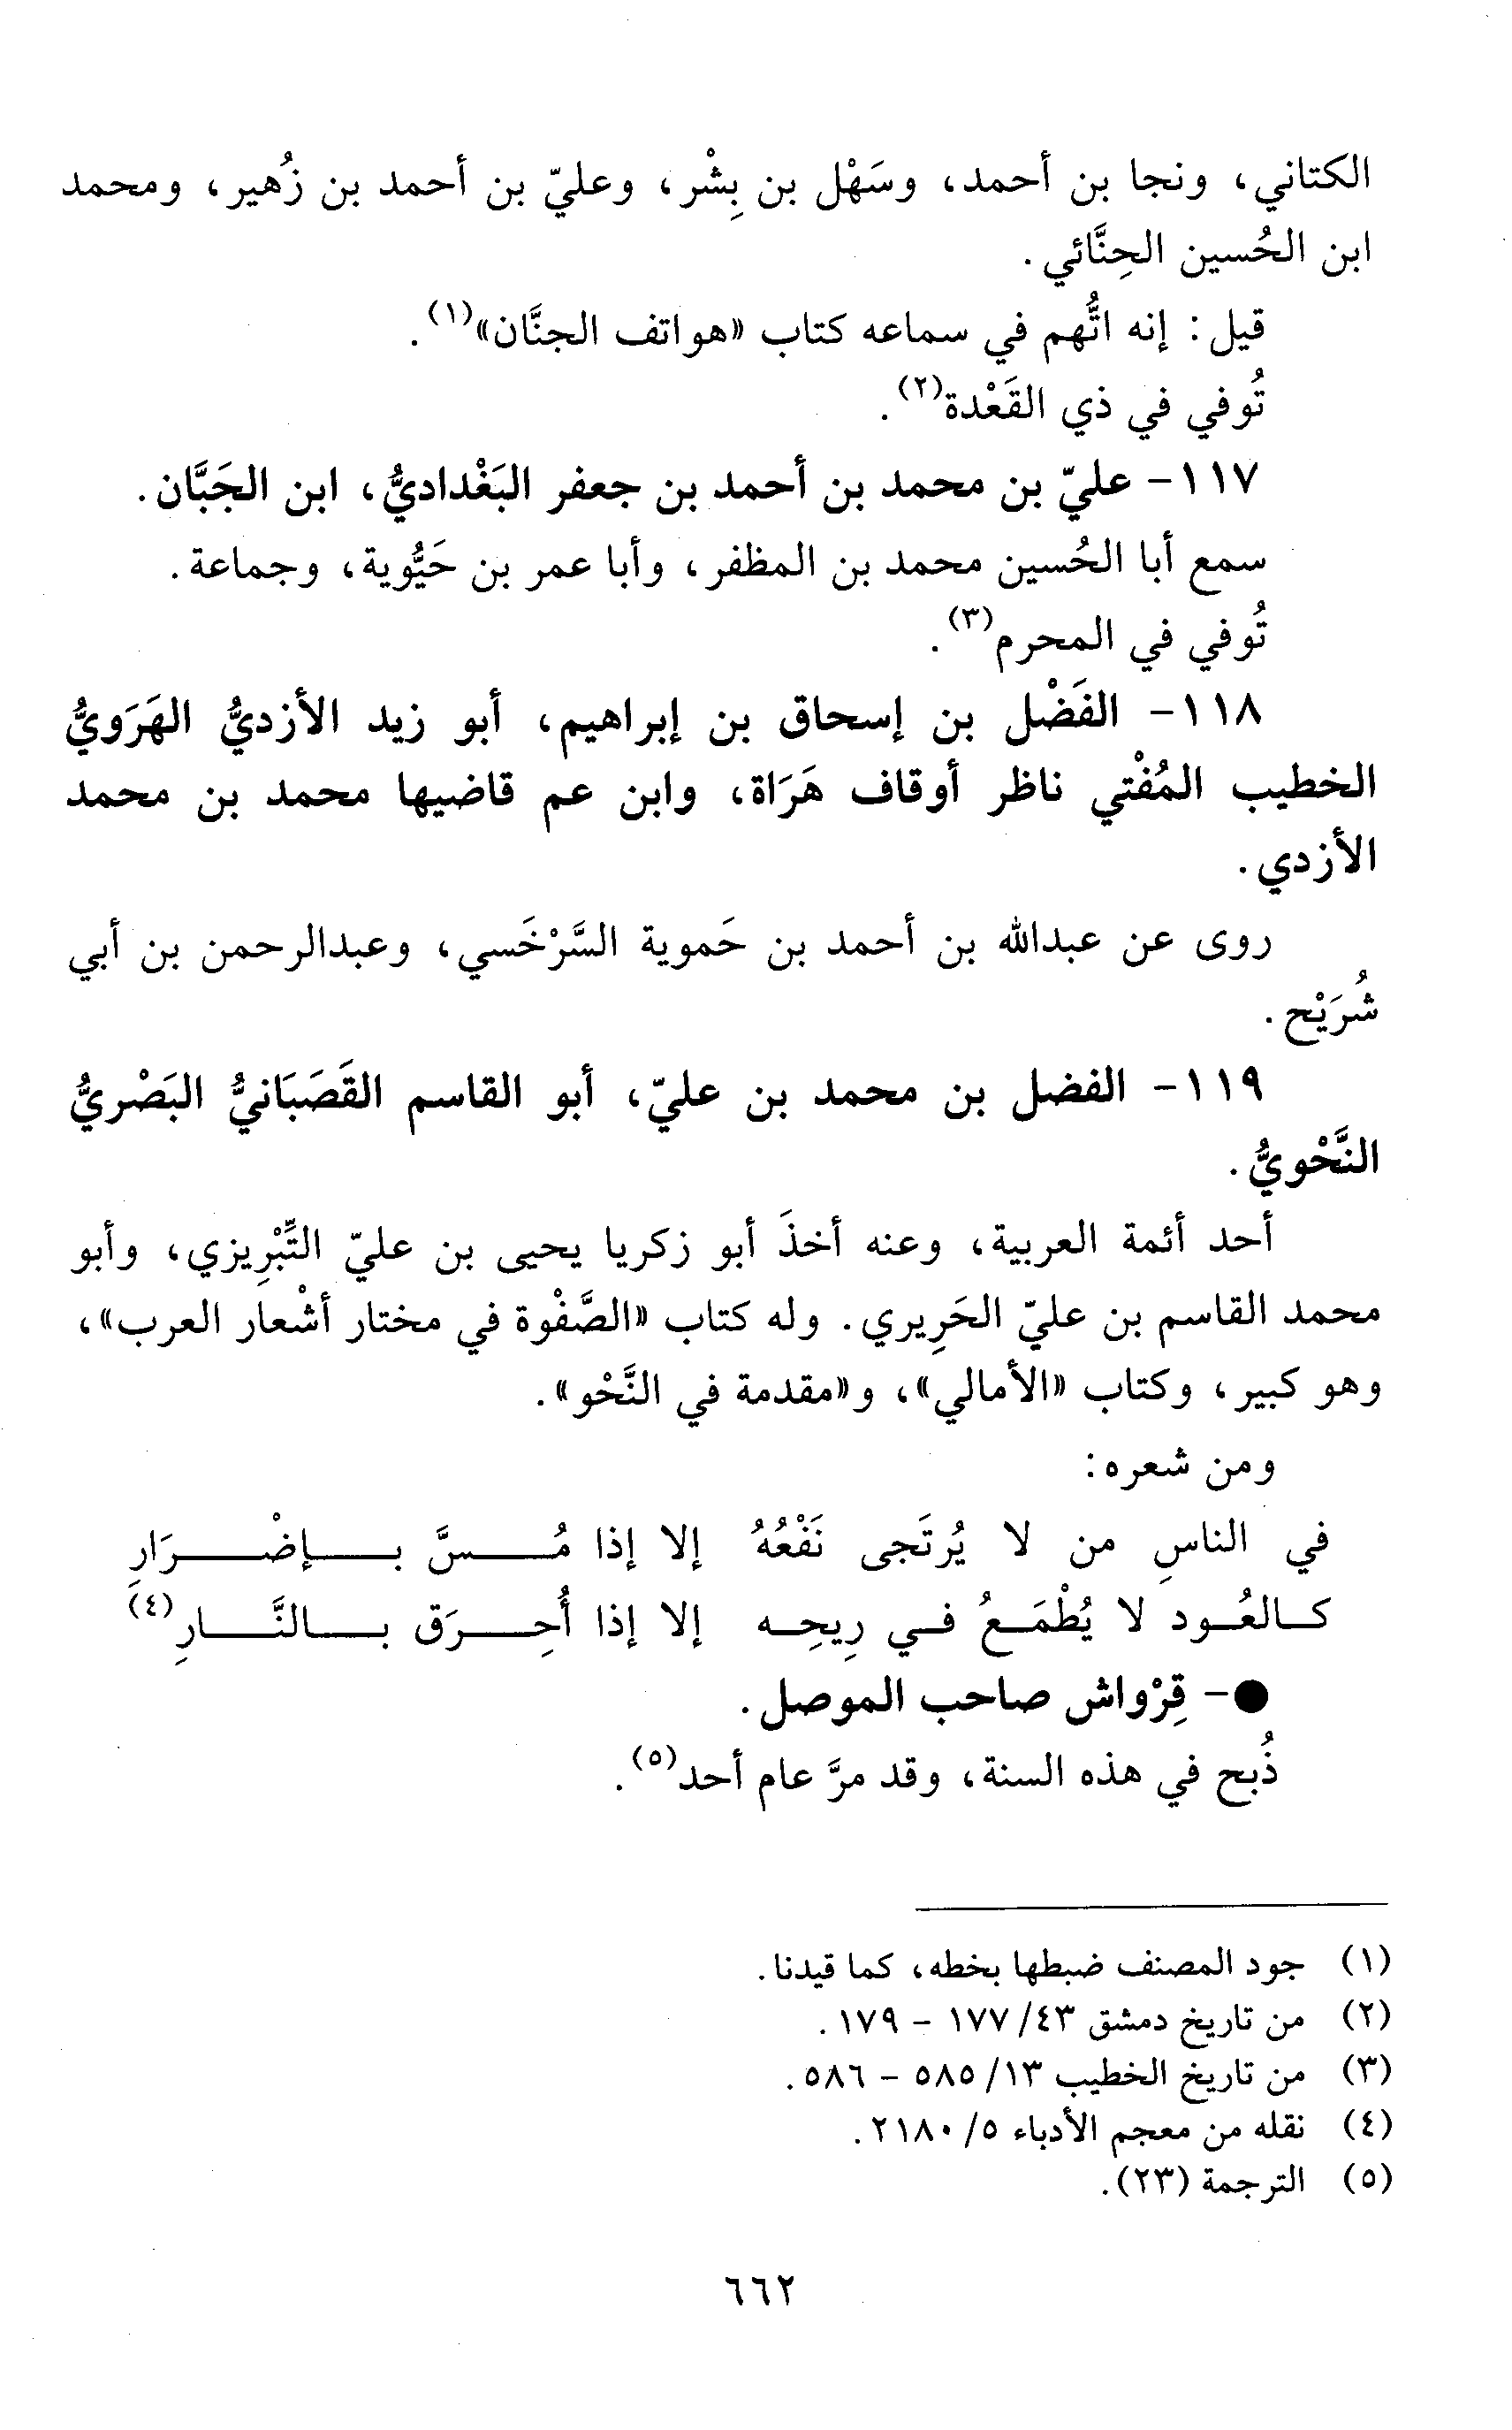 الكتاني، ونجا بن أحمد، وسَهْل بن بِشْر، وعليّ بن أحمد بن زُهير، ومحمد
ابن الحُسين الحِنَّائي.
قيل: إنه اتُّهم في سماعه كتاب «هواتف الجنَّان»(١).
تُوفي في ذي القَعْدة(٢).
١١٧- عليّ بن محمد بن أحمد بن جعفر البَغْداديُّ، ابن الجَبَّان.
سمع أبا الحُسين محمد بن المظفر، وأبا عمر بن حَيُّوية، وجماعة.
تُوفي في المحرم(٣).
١١٨- الفَضْل بن إسحاق بن إبراهيم، أبو زيد الأزديُّ الهَرَويُّ
الخطيب المُفْتي ناظر أوقاف هَرَاة، وابن عم قاضيها محمد بن محمد
الأزدي.
روى عن عبدالله بن أحمد بن حَموية السَّرْخَسي، وعبدالرحمن بن أبي
شُرَيْح.
١١٩- الفضل بن محمد بن عليّ، أبو القاسم القَصَبَانيُّ البَصْريُّ
النَّحْويُّ.
أحد أئمة العربية، وعنه أخذَ أبو زكريا يحيى بن عليّ التِّبْرِيزي، وأبو
محمد القاسم بن عليّ الحَرِيري. وله كتاب «الصَّفْوة في مختار أشْعار العرب»،
وهو كبير، وكتاب «الأمالي»، و«مقدمة في النَّحْو».
ومن شعره:
في الناسِ من لا يُرتَجى نَفْعُهُ إلا إذا مُسَّ بإضْرَارِ
كالعُود لا يُطْمَعُ في رِيحِه إلا إذا أُحِرَق بالنَّارِ(٤)
●- قِرْواش صاحب الموصل.
ذُبح في هذه السنة، وقد مرَّ عام أحد(٥).
(١) جود المصنف ضبطها بخطه، كما قيدنا.
(٢) من تاريخ دمشق ٤٣/ ١٧٧ - ١٧٩.
(٣) من تاريخ الخطيب ١٣/ ٥٨٥ - ٥٨٦.
(٤) نقله من معجم الأدباء ٥/ ٢١٨٠.
(٥) الترجمة (٢٣).
٦٦٢